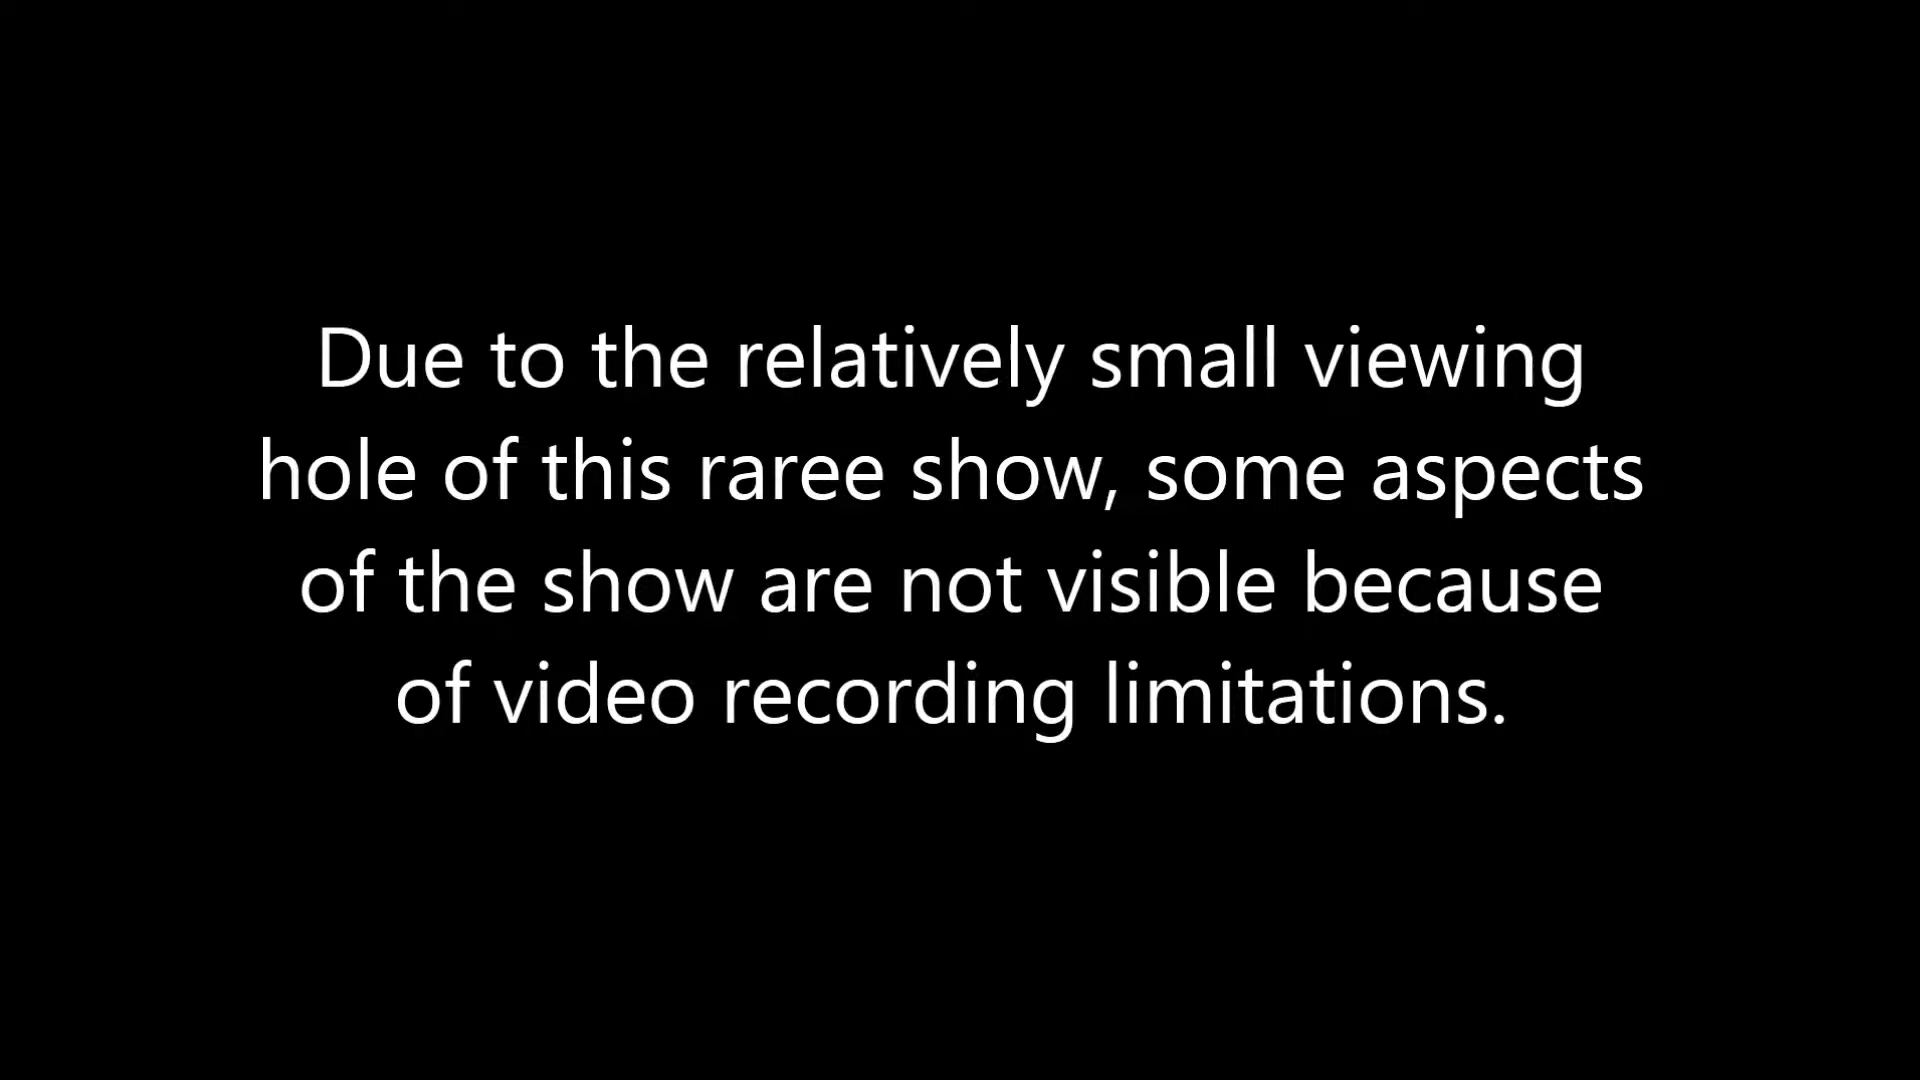 Due to the relatively small viewing
hole of this raree show, some aspects
of the show are not visible because
of video recording limitations.